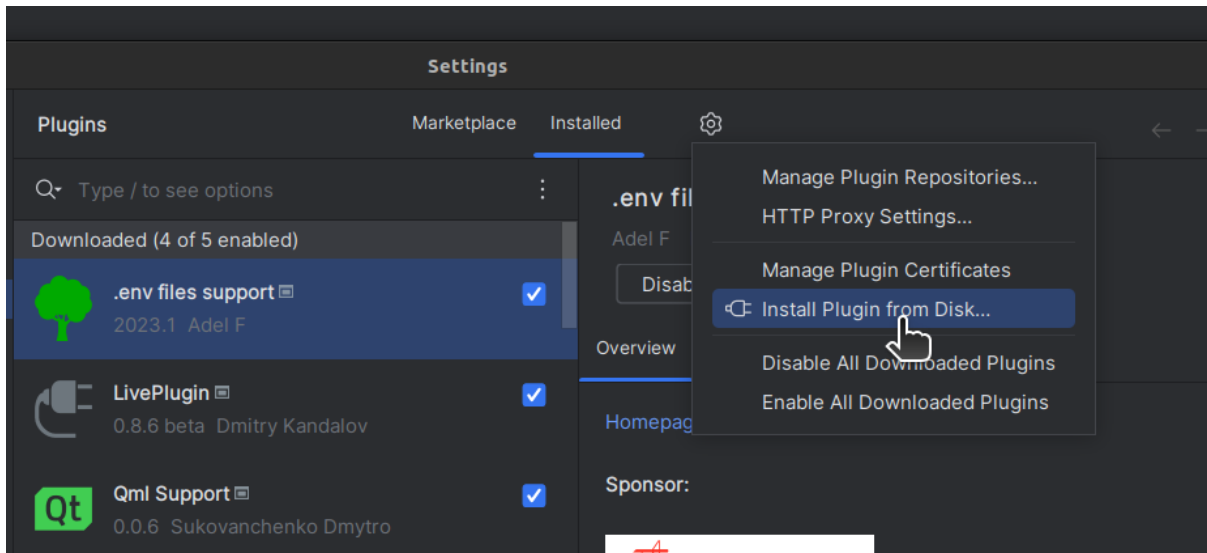 Settings
Plugins
Marketplace
Installed
Type / to see options
Downloaded (4 of 5 enabled)
.env files support
2023.1 Adel F
LivePlugin
0.8.6 beta Dmitry Kandalov
Qt
Qml Support
0.0.6 Sukovanchenko Dmytro
.env fil
Adel F
Disab
Overview
Homepag
Sponsor:
4
Manage Plugin Repositories...
HTTP Proxy Settings...
Manage Plugin Certificates
Install Plugin from Disk...
Disable All Downloaded Plugins
Enable All Downloaded Plugins